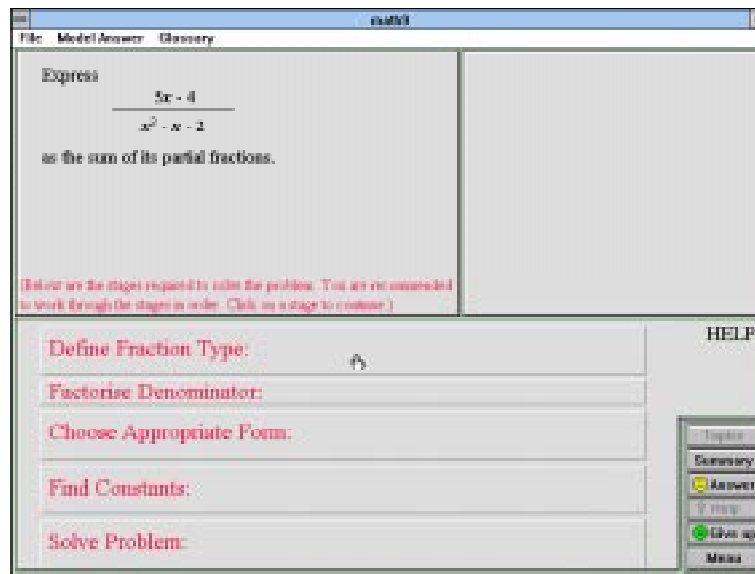 math9
File Model Answer Glossary
Express
5x - 4
x² - x - 2
as the sum of its partial fractions.
(Below are the stages required to solve the problem. You are recommended
to work through the stages in order. Click on a stage to continue.)
Define Fraction Type:
Factorise Denominator:
Choose Appropriate Form:
Find Constants:
Solve Problem:
HELP
Topics
Summary
Answer
? Help
Give up
Menu